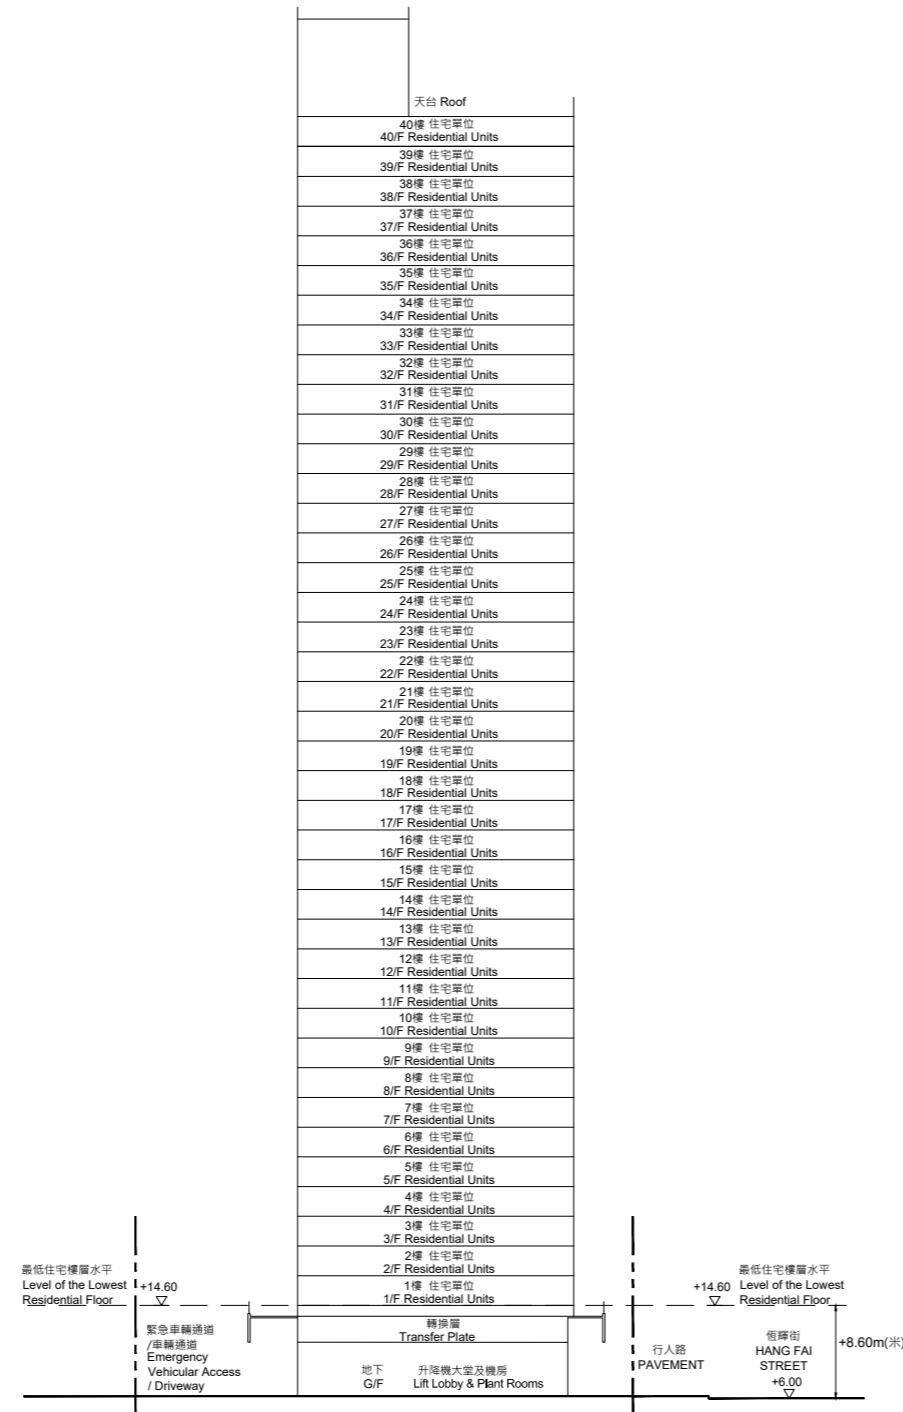 天台 Roof
40樓 住宅單位
40/F Residential Units
39樓 住宅單位
39/F Residential Units
38樓 住宅單位
38/F Residential Units
37樓 住宅單位
37/F Residential Units
36樓 住宅單位
36/F Residential Units
35樓 住宅單位
35/F Residential Units
34樓 住宅單位
34/F Residential Units
33樓 住宅單位
33/F Residential Units
32樓 住宅單位
32/F Residential Units
31樓 住宅單位
31/F Residential Units
30樓 住宅單位
30/F Residential Units
29樓 住宅單位
29/F Residential Units
28樓 住宅單位
28/F Residential Units
27樓 住宅單位
27/F Residential Units
26樓 住宅單位
26/F Residential Units
25樓 住宅單位
25/F Residential Units
24樓 住宅單位
24/F Residential Units
23樓 住宅單位
23/F Residential Units
22樓 住宅單位
22/F Residential Units
21樓 住宅單位
21/F Residential Units
20樓 住宅單位
20/F Residential Units
19樓 住宅單位
19/F Residential Units
18樓 住宅單位
18/F Residential Units
17樓 住宅單位
17/F Residential Units
16樓 住宅單位
16/F Residential Units
15樓 住宅單位
15/F Residential Units
14樓 住宅單位
14/F Residential Units
13樓 住宅單位
13/F Residential Units
12樓 住宅單位
12/F Residential Units
11樓 住宅單位
11/F Residential Units
10樓 住宅單位
10/F Residential Units
9樓 住宅單位
9/F Residential Units
8樓 住宅單位
8/F Residential Units
7樓 住宅單位
7/F Residential Units
6樓 住宅單位
6/F Residential Units
5樓 住宅單位
5/F Residential Units
4樓 住宅單位
4/F Residential Units
3樓 住宅單位
3/F Residential Units
2樓 住宅單位
2/F Residential Units
1樓 住宅單位
1/F Residential Units
最低住宅樓層水平
Level of the Lowest
Residential Floor
+14.60
+14.60
最低住宅樓層水平
Level of the Lowest
Residential Floor
轉換層
Transfer Plate
緊急車輛通道
/車輛通道
Emergency
Vehicular Access
/ Driveway
地下
G/F
升降機大堂及機房
Lift Lobby & Plant Rooms
行人路
PAVEMENT
恆輝街
HANG FAI
STREET
+6.00
+8.60m(米)